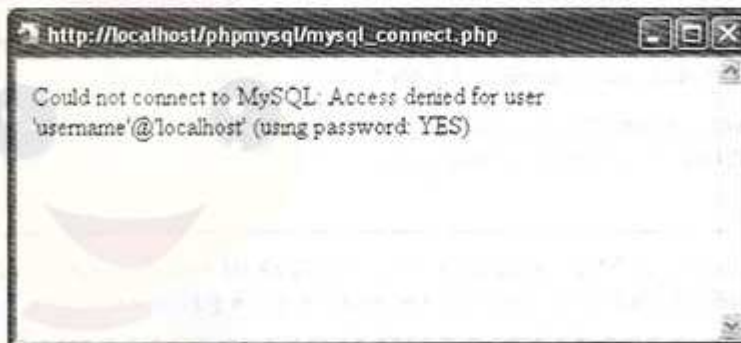 http://localhost/phpmysql/mysql_connect.php
Could not connect to MySQL: Access denied for user
'username'@'localhost' (using password: YES)